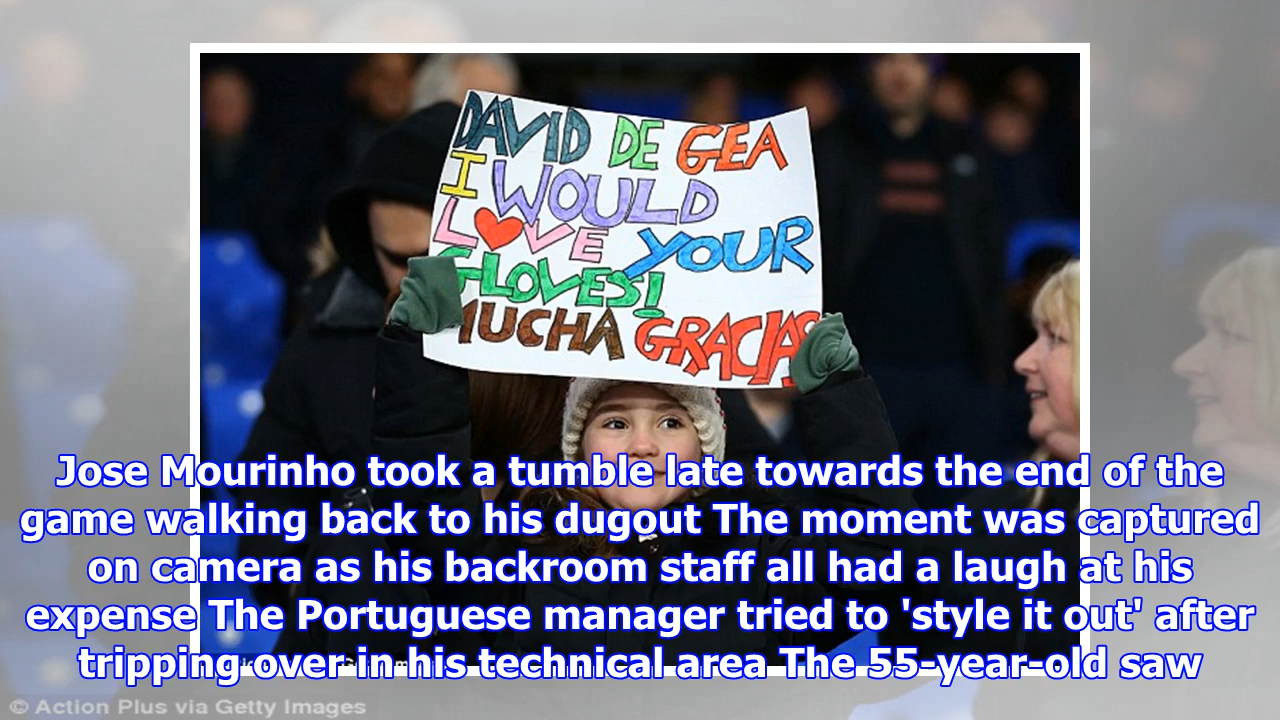 DAVID DE GEA
I WOULD
LOVE YOUR
GLOVES!
MUCHA GRACIAS
Jose Mourinho took a tumble late towards the end of the
game walking back to his dugout The moment was captured
on camera as his backroom staff all had a laugh at his
expense The Portuguese manager tried to 'style it out' after
tripping over in his technical area The 55-year-old saw
© Action Plus via Getty Images